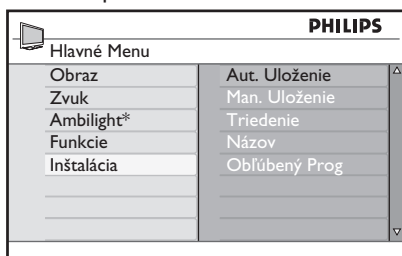 PHILIPS
Hlavné Menu
Obraz
Zvuk
Ambilight*
Funkcie
Inštalácia
Aut. Uloženie
Man. Uloženie
Triedenie
Názov
Obľúbený Prog